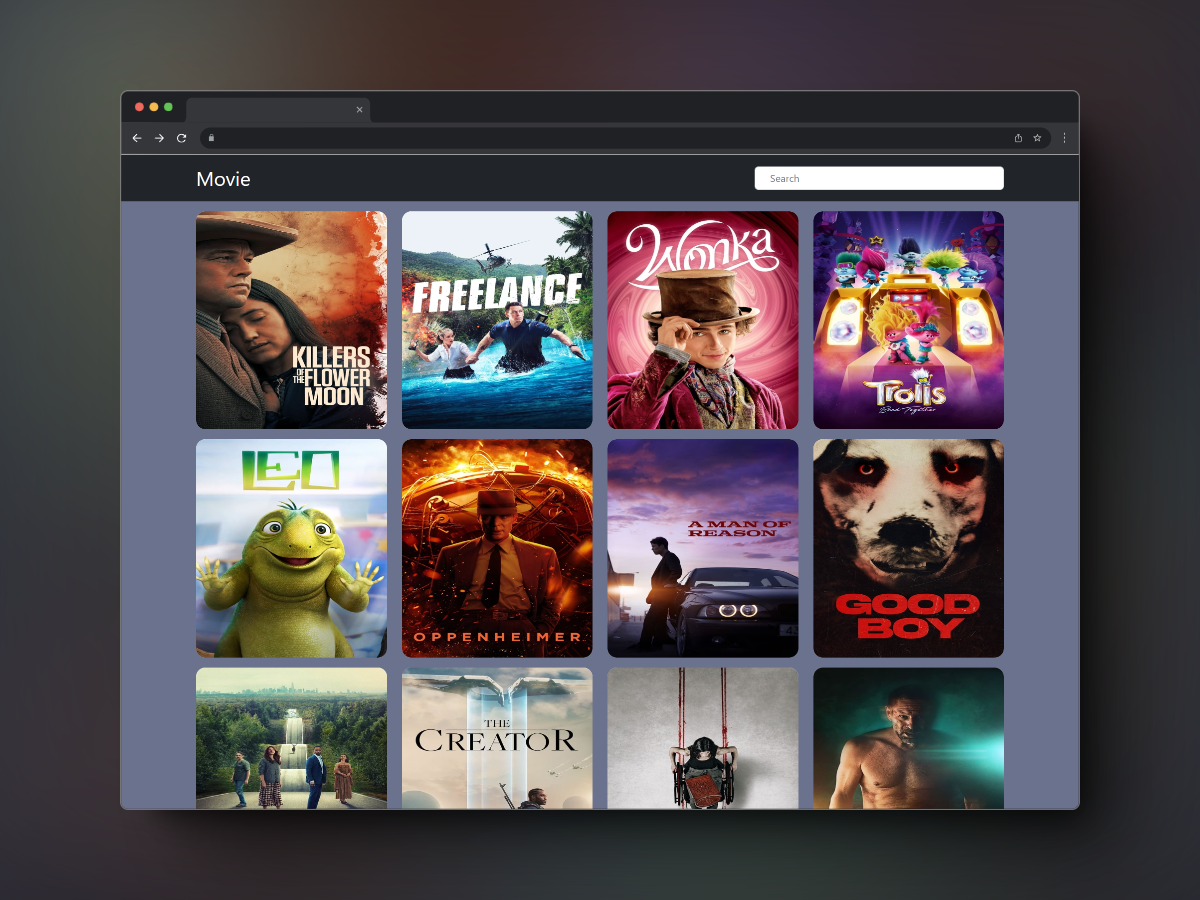 Movie
Search
KILLERS
OF THE FLOWER
MOON
FREELANCE
Wonka
Trolls
Band Together
LEO
OPPENHEIMER
A MAN OF
REASON
GOOD
BOY
THE
CREATOR